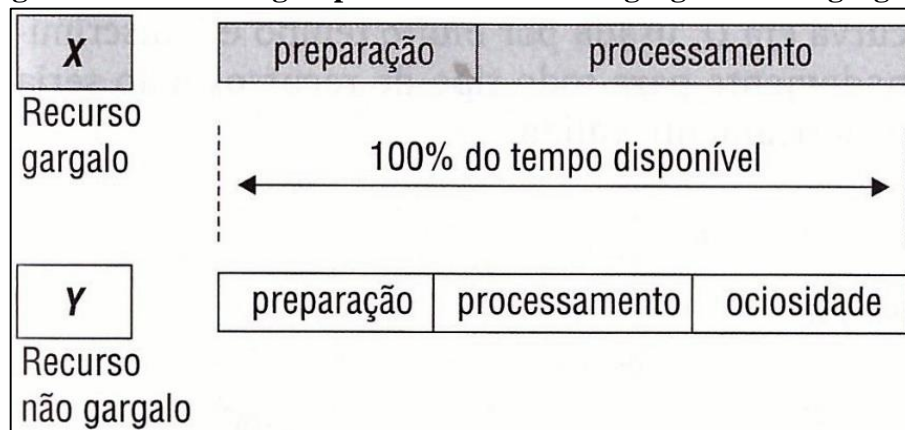 X
preparação
processamento
Recurso
gargalo
100% do tempo disponível
Y
preparação
processamento
ociosidade
Recurso
não gargalo